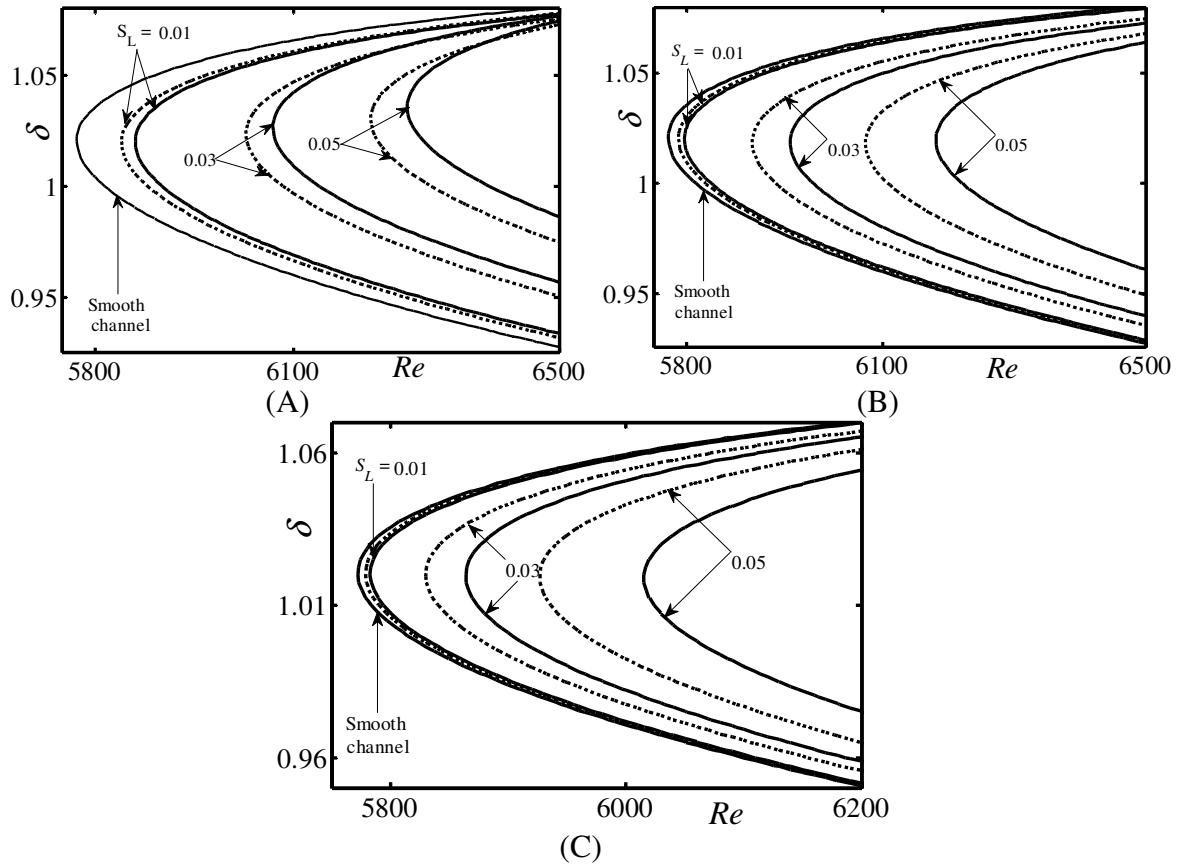 S_L = 0.01
1.05
δ
0.03
0.05
1
0.95
Smooth
channel
5800
6100
Re
6500
(A)
S_L = 0.01
1.05
δ
0.03
0.05
1
0.95
Smooth
channel
5800
6100
Re
6500
(B)
1.06
S_L = 0.01
δ
0.03
0.05
1.01
Smooth
channel
0.96
5800
6000
Re
6200
(C)